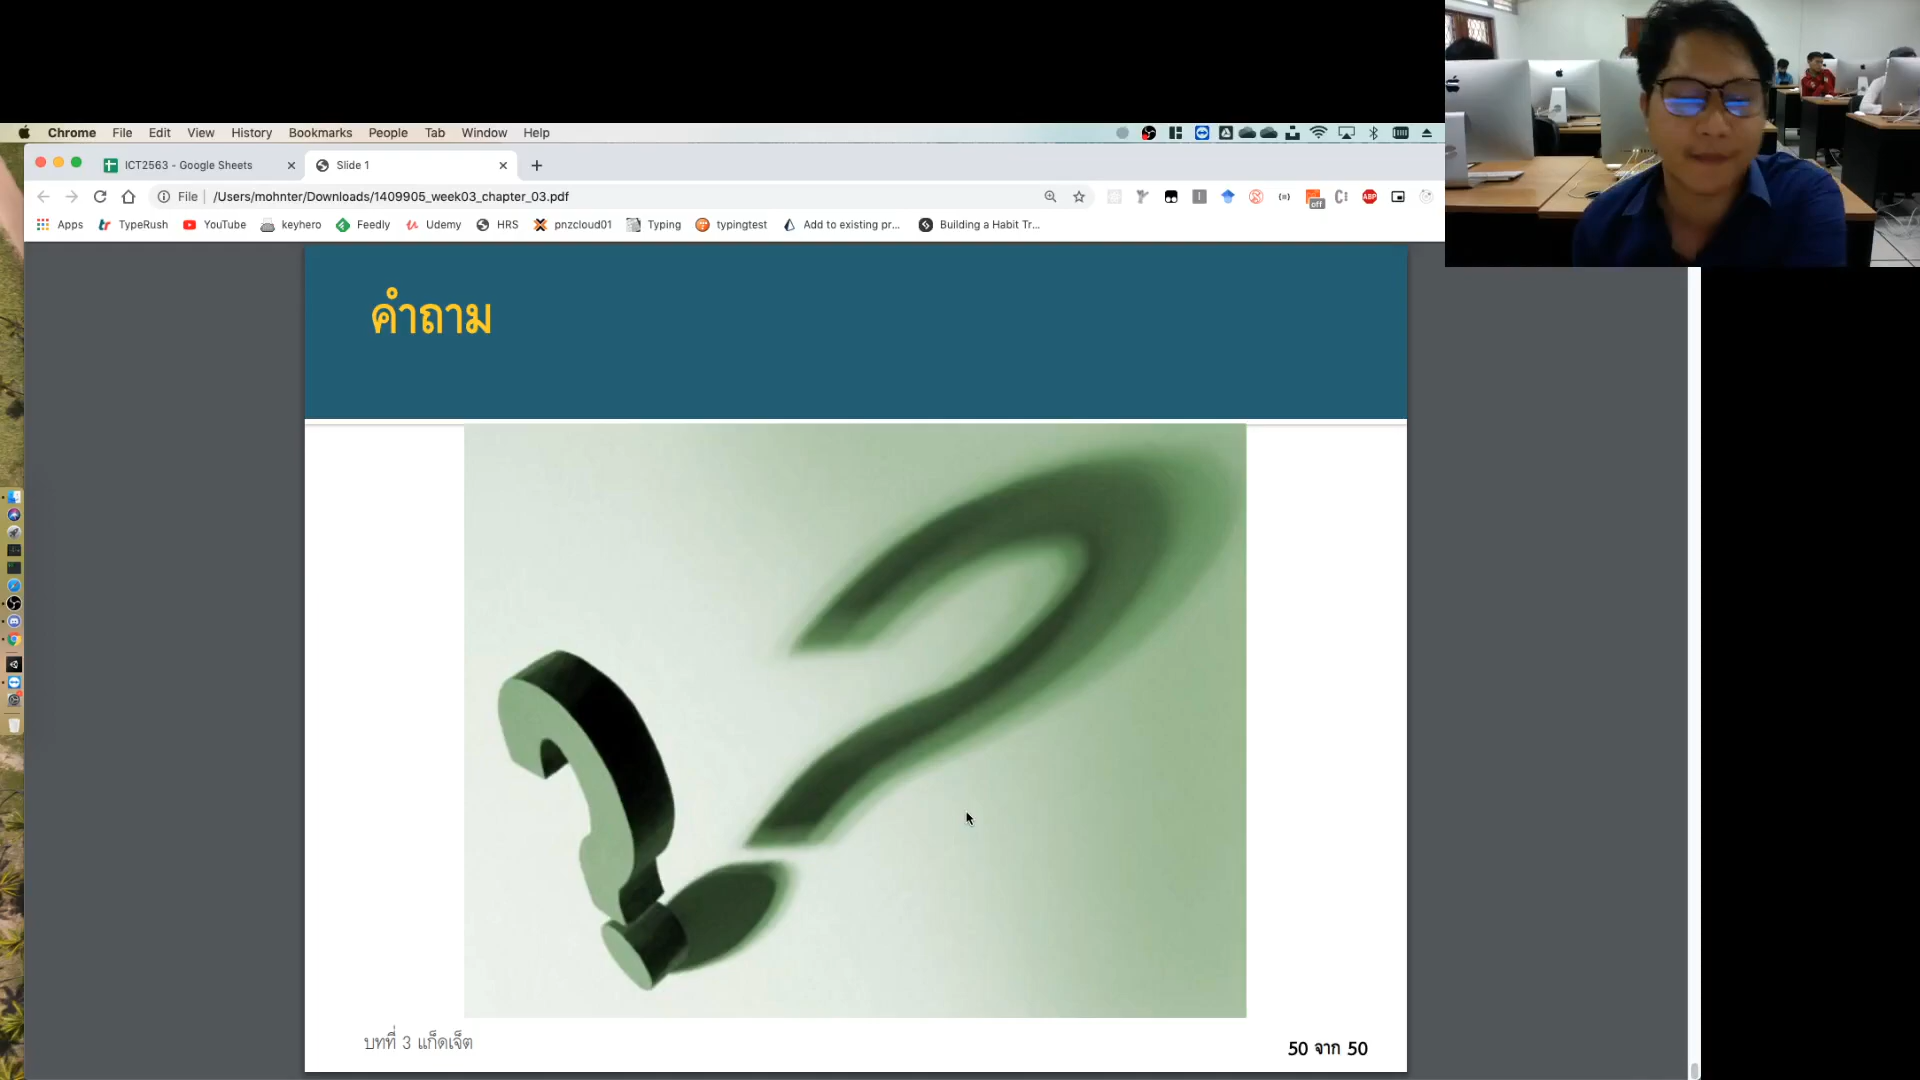 Chrome File Edit View History Bookmarks People Tab Window Help
ICT2563 - Google Sheets
Slide 1
File /Users/mohnter/Downloads/1409905_week03_chapter_03.pdf
Apps TypeRush YouTube keyhero Feedly Udemy HRS pnzcloud01 Typing typingtest Add to existing pr... Building a Habit Tr...
off
ABP
คำถาม
บทที่ 3 แก็ดเจ็ต
50 จาก 50